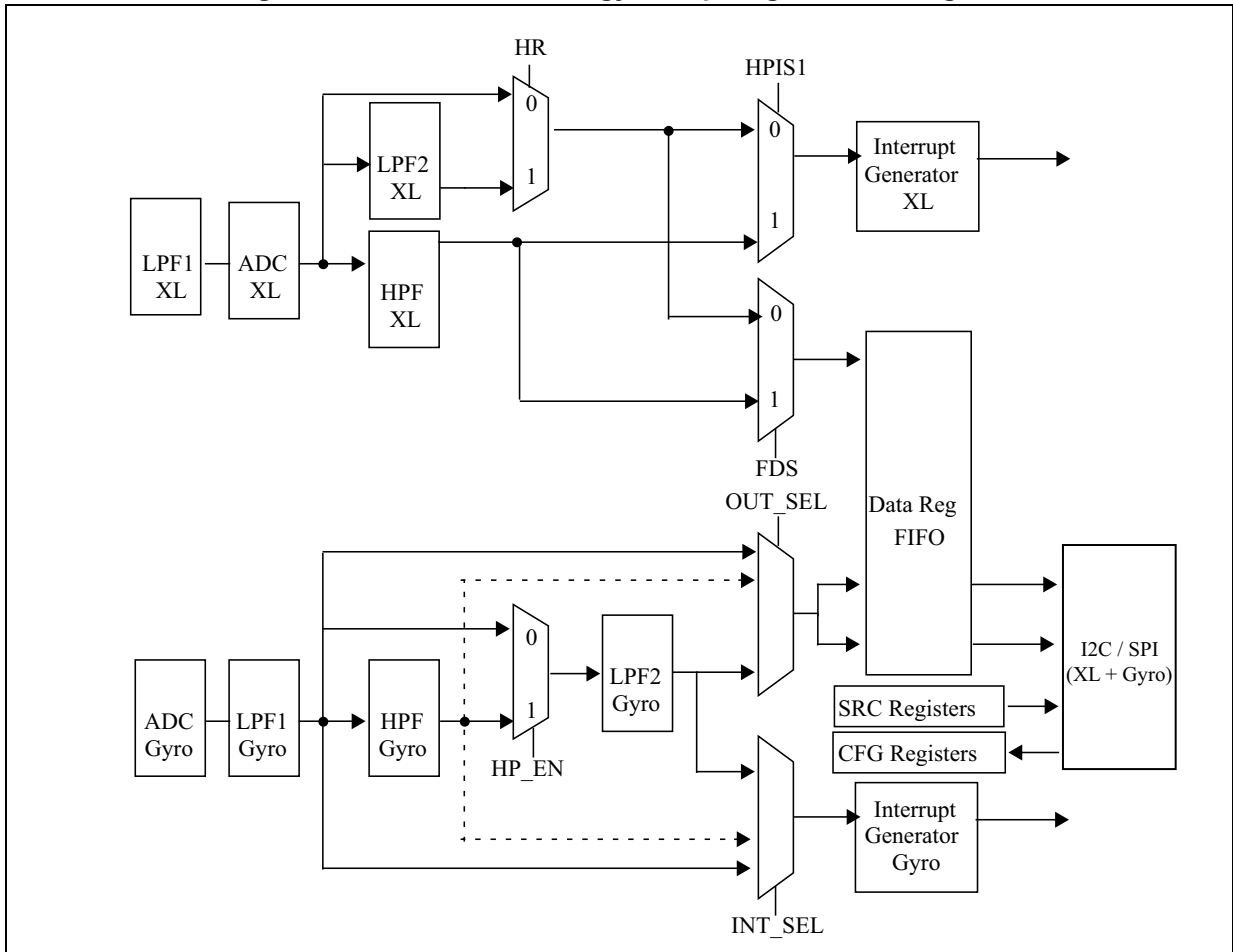 HR
HPIS1
0
1
LPF2
XL
0
1
Interrupt
Generator
XL
LPF1
XL
ADC
XL
HPF
XL
0
1
FDS
OUT_SEL
Data Reg
FIFO
0
1
LPF2
Gyro
I2C / SPI
(XL + Gyro)
ADC
Gyro
LPF1
Gyro
HPF
Gyro
HP_EN
SRC Registers
CFG Registers
Interrupt
Generator
Gyro
INT_SEL